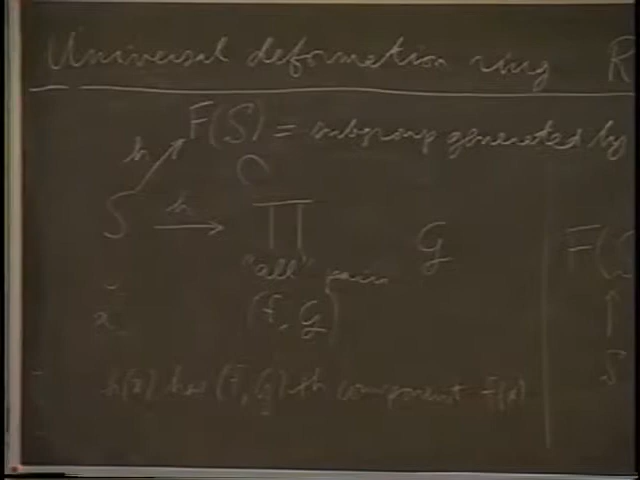 Universal deformation ring R
h F(S) = subgroup generated by
∩
S h → ∏ G
"all" pairs
x (f, G)
h(x) has (f, G)th component f(x)
F(S
↑
S